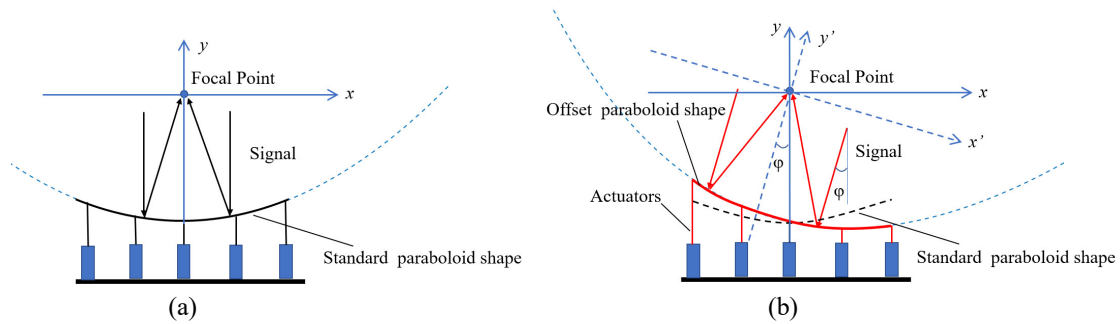 y
Focal Point
x
Signal
Standard paraboloid shape
(a)
y
y’
Focal Point
x
Offset paraboloid shape
x’
Signal
φ
φ
Actuators
Standard paraboloid shape
(b)